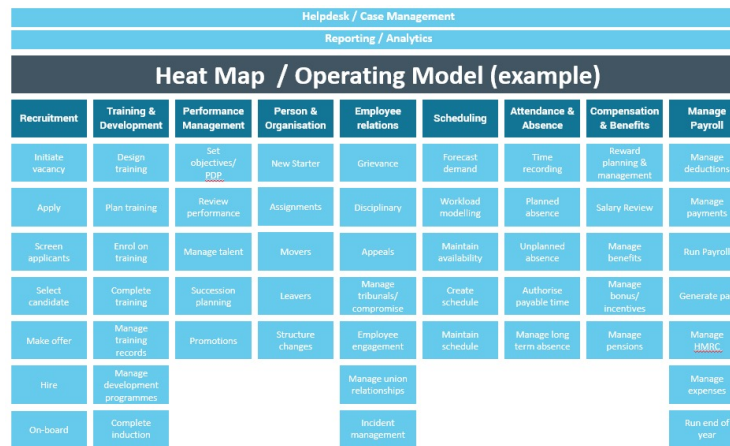 Helpdesk / Case Management
Reporting / Analytics
Heat Map / Operating Model (example)
Recruitment
Training &
Development
Performance
Management
Person &
Organisation
Employee
relations
Scheduling
Attendance &
Absence
Compensation
& Benefits
Manage
Payroll
Initiate
vacancy
Design
training
Set
objectives/
PDP
New Starter
Grievance
Forecast
demand
Time
recording
Reward
planning &
management
Manage
deductions
Apply
Plan training
Review
performance
Assignments
Disciplinary
Workload
modelling
Planned
absence
Salary Review
Manage
payments
Screen
applicants
Enrol on
training
Manage talent
Movers
Appeals
Maintain
availability
Unplanned
absence
Manage
benefits
Run Payroll
Select
candidate
Complete
training
Succession
planning
Leavers
Manage
tribunals/
compromise
Create
schedule
Authorise
payable time
Manage
bonus/
incentives
Generate pa
Make offer
Manage
training
records
Promotions
Structure
changes
Employee
engagement
Maintain
schedule
Manage long
term absence
Manage
pensions
Manage
HMRC
Hire
Manage
development
programmes
Manage union
relationships
Manage
expenses
On-board
Complete
induction
Incident
management
Run end of
year